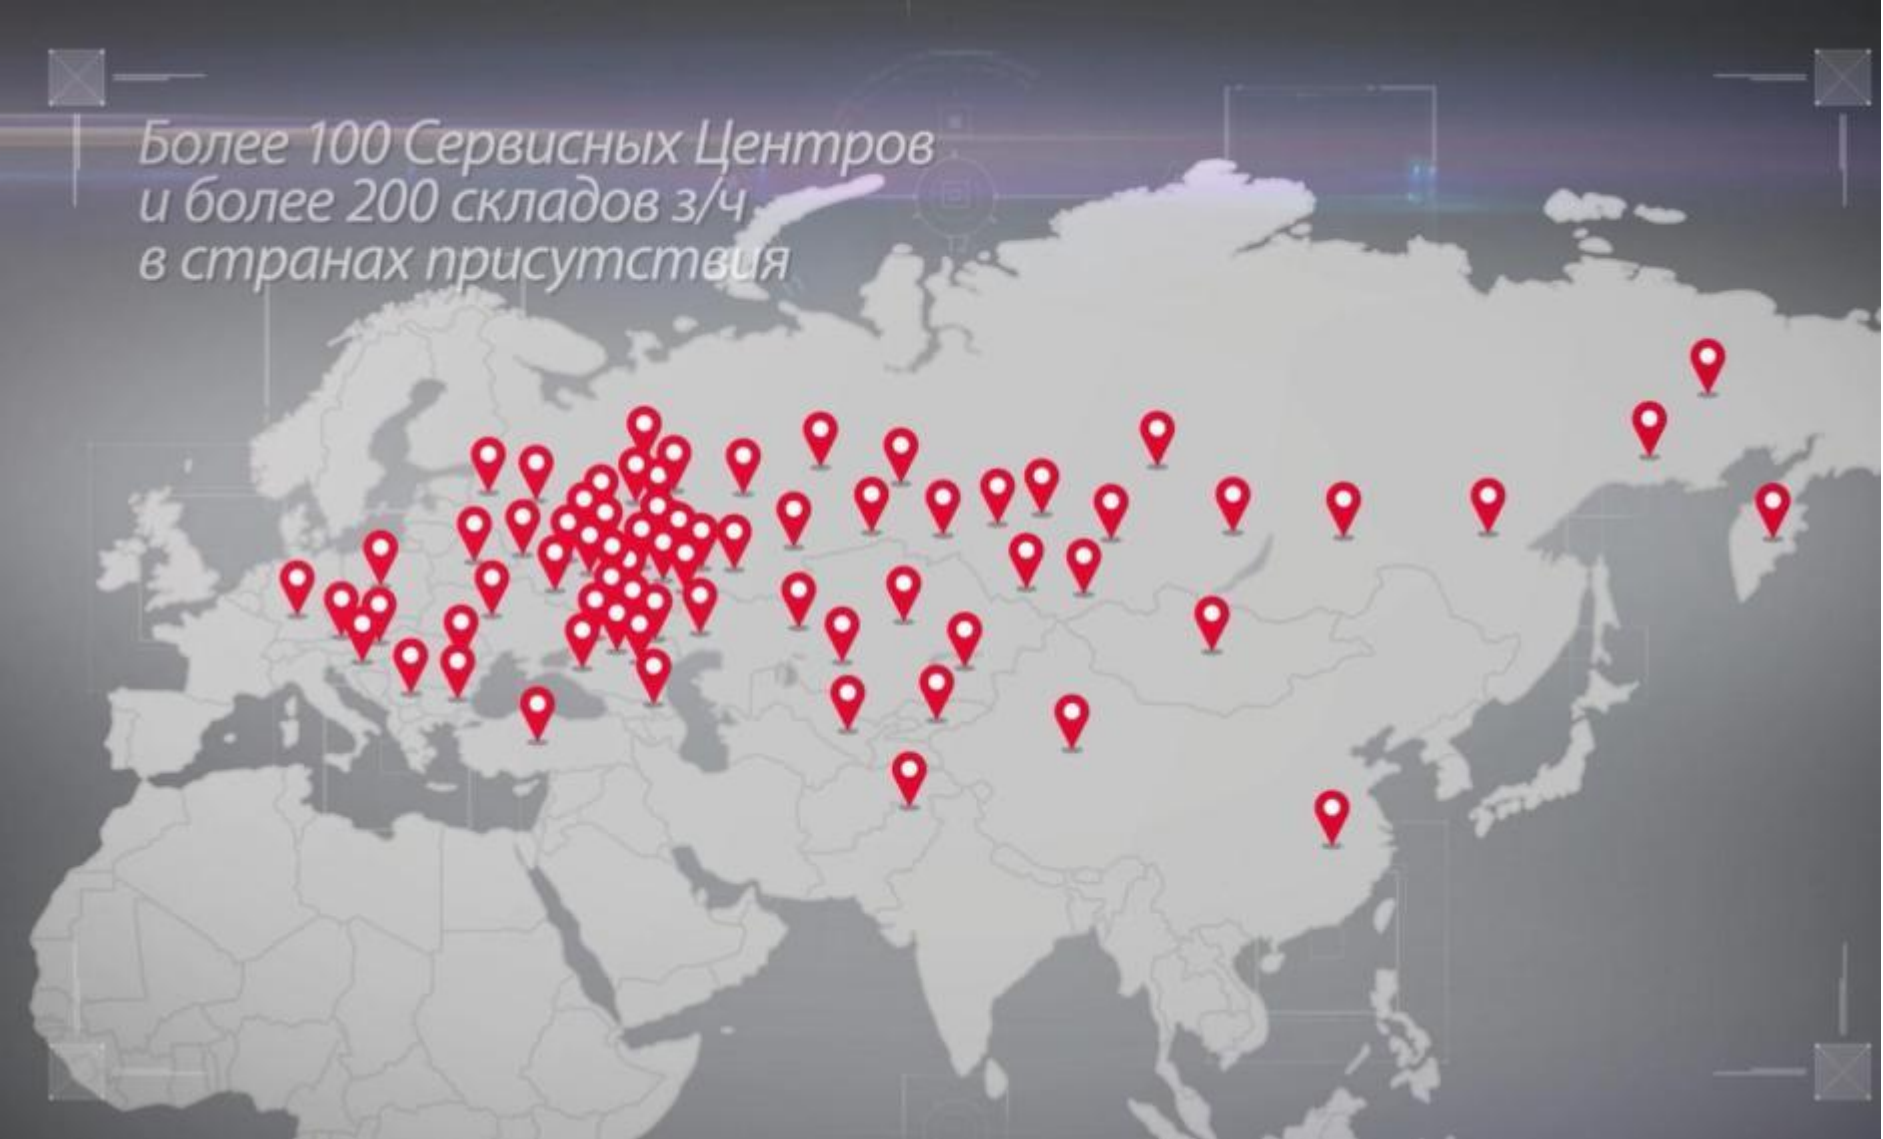 Более 100 Сервисных Центров
и более 200 складов з/ч
в странах присутствия